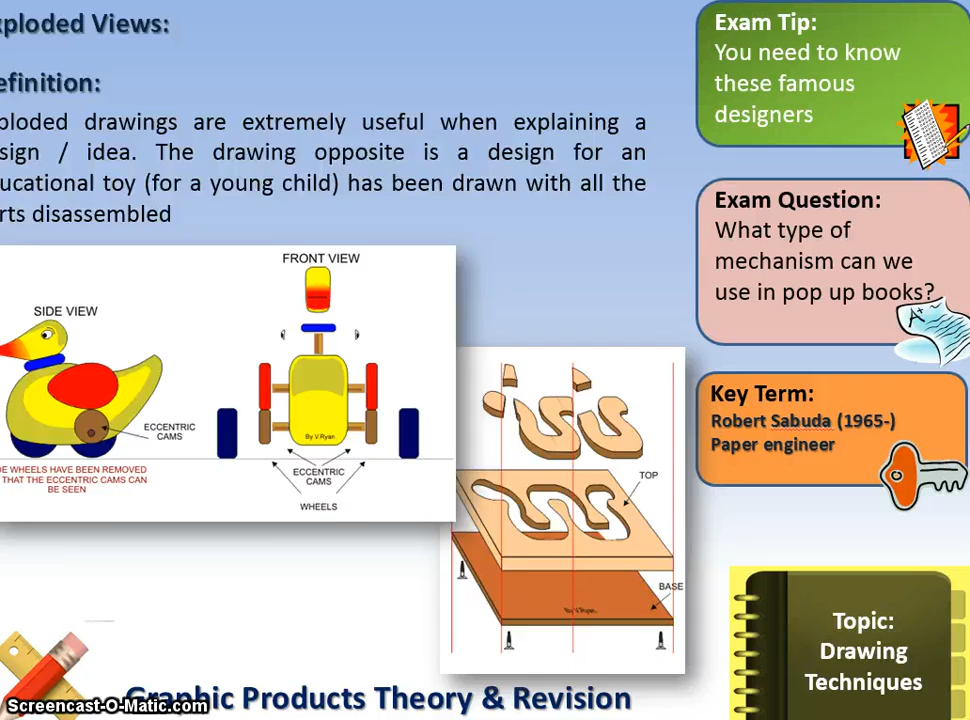 xploded Views:
efinition:
ploded drawings are extremely useful when explaining a
sign / idea. The drawing opposite is a design for an
ucational toy (for a young child) has been drawn with all the
rts disassembled
FRONT VIEW
SIDE VIEW
ECCENTRIC
CAMS
By V.Ryan
E WHEELS HAVE BEEN REMOVED
THAT THE ECCENTRIC CAMS CAN
BE SEEN
ECCENTRIC
CAMS
WHEELS
TOP
BASE
By V.Ryan.
Exam Tip:
You need to know
these famous
designers
Exam Question:
What type of
mechanism can we
use in pop up books?
A+
Key Term:
Robert Sabuda (1965-)
Paper engineer
Topic:
Drawing
Techniques
Graphic Products Theory & Revision
Screencast-O-Matic.com